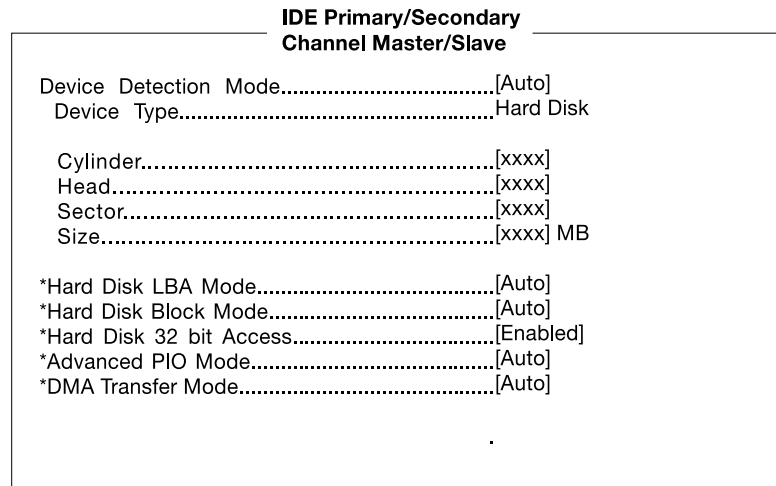 IDE Primary/Secondary
Channel Master/Slave
Device Detection Mode................................................[Auto]
Device Type................................................Hard Disk
Cylinder................................................[xxxx]
Head................................................[xxxx]
Sector................................................[xxxx]
Size................................................[xxxx] MB
*Hard Disk LBA Mode................................................[Auto]
*Hard Disk Block Mode................................................[Auto]
*Hard Disk 32 bit Access................................................[Enabled]
*Advanced PIO Mode................................................[Auto]
*DMA Transfer Mode................................................[Auto]
.